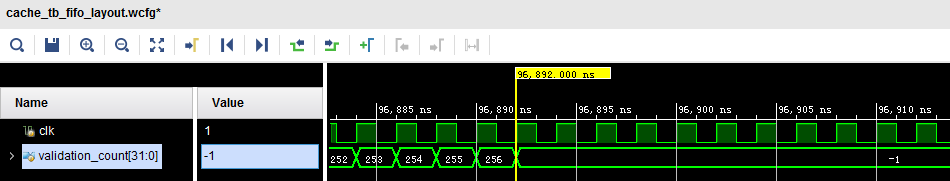 cache_tb_fifo_layout.wcfg*
96,892.000 ns
Name Value
96,885 ns 96,890 ns 96,895 ns 96,900 ns 96,905 ns 96,910 ns
clk 1
validation_count[31:0] -1 252 253 254 255 256 -1